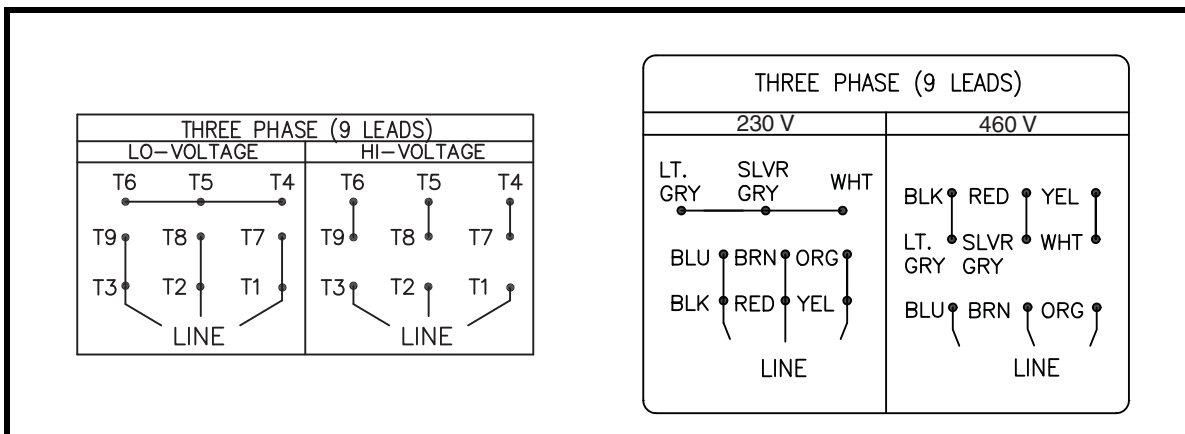 THREE PHASE (9 LEADS)
LO-VOLTAGE HI-VOLTAGE
T6 T5 T4 T6 T5 T4
T9 T8 T7 T9 T8 T7
T3 T2 T1 T3 T2 T1
LINE LINE
THREE PHASE (9 LEADS)
230 V 460 V
LT. GRY SLVR GRY WHT
BLU BRN ORG
BLK RED YEL
LINE
BLK RED YEL
LT. GRY SLVR GRY WHT
BLU BRN ORG
LINE